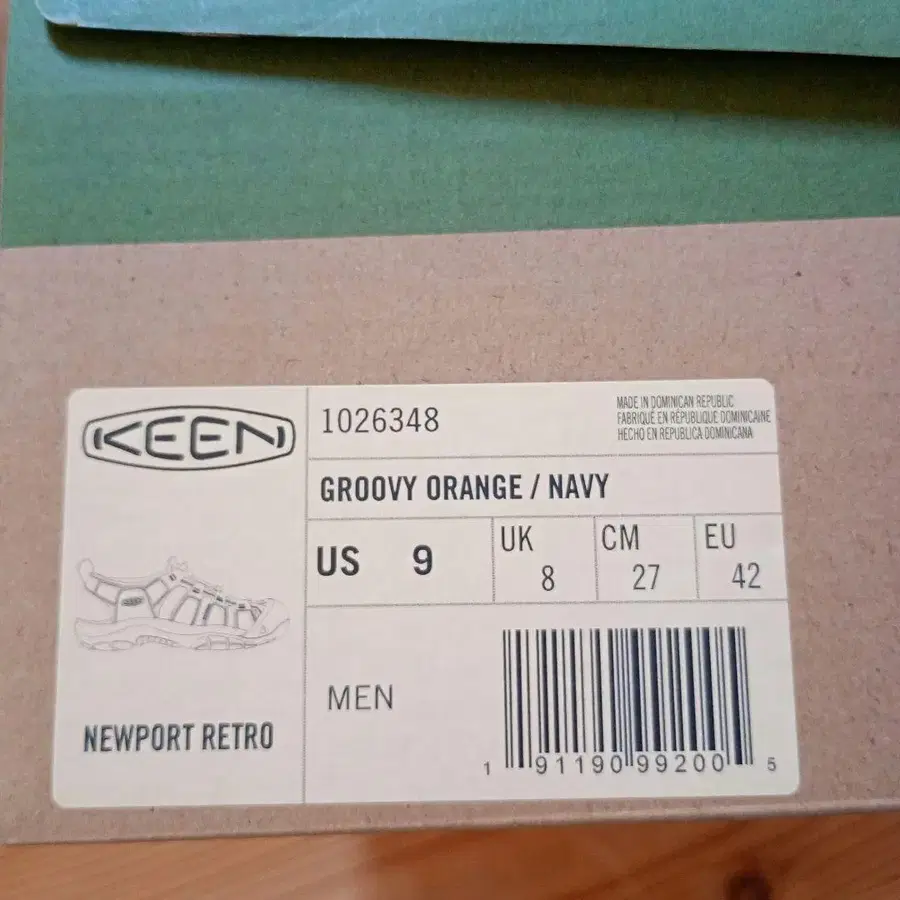 KEEN
1026348
MADE IN DOMINICAN REPUBLIC
FABRIQUÉ EN RÉPUBLIQUE DOMINICAINE
HECHO EN REPUBLICA DOMINICANA
GROOVY ORANGE / NAVY
US 9
UK 8
CM 27
EU 42
MEN
NEWPORT RETRO
1 91190 99200 5